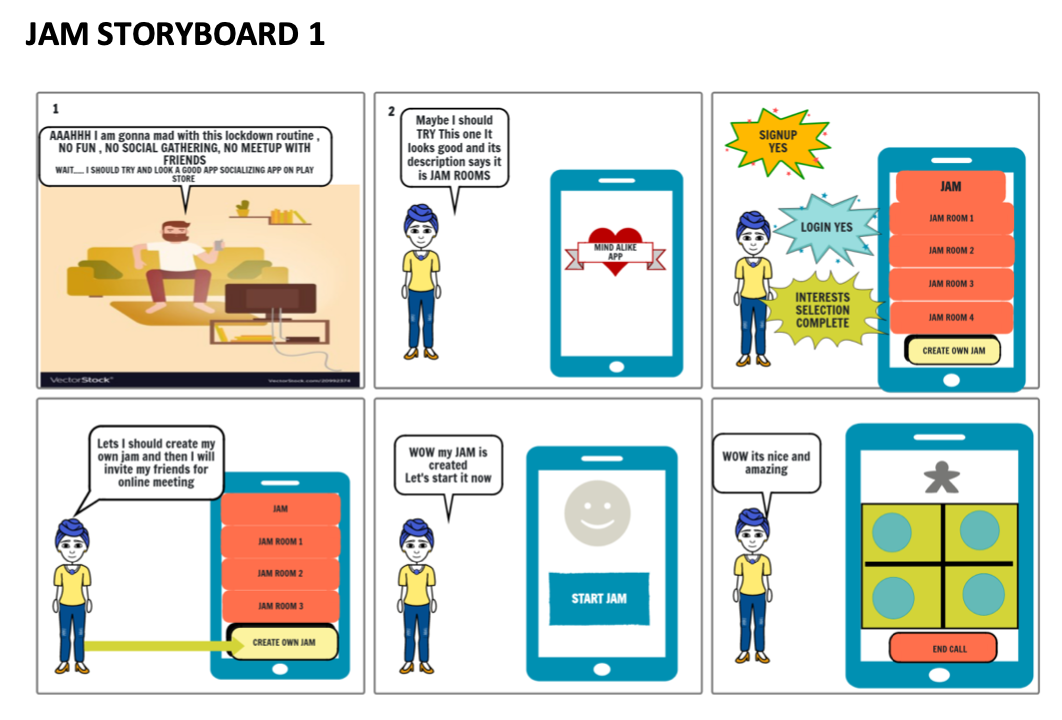 JAM STORYBOARD 1
1
AAAHHH I am gonna mad with this lockdown routine ,
NO FUN , NO SOCIAL GATHERING, NO MEETUP WITH
FRIENDS
WAIT..... I SHOULD TRY AND LOOK A GOOD APP SOCIALIZING APP ON PLAY
STORE
VectorStock
2
Maybe I should
TRY This one It
looks good and its
description says it
is JAM ROOMS
MIND ALIKE
APP
SIGNUP
YES
LOGIN YES
INTERESTS
SELECTION
COMPLETE
JAM
JAM ROOM 1
JAM ROOM 2
JAM ROOM 3
JAM ROOM 4
CREATE OWN JAM
Lets I should create my
own jam and then I will
invite my friends for
online meeting
JAM
JAM ROOM 1
JAM ROOM 2
JAM ROOM 3
CREATE OWN JAM
WOW my JAM is
created
Let's start it now
START JAM
WOW its nice and
amazing
END CALL